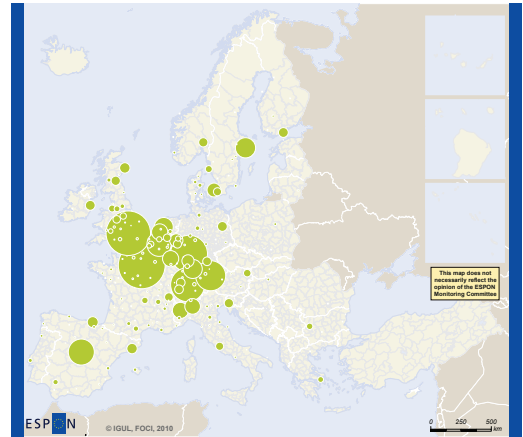 This map does not
necessarily reflect the
opinion of the ESPON
Monitoring Committee
ESPON
© IGUL, FOCI, 2010
0 250 500
km